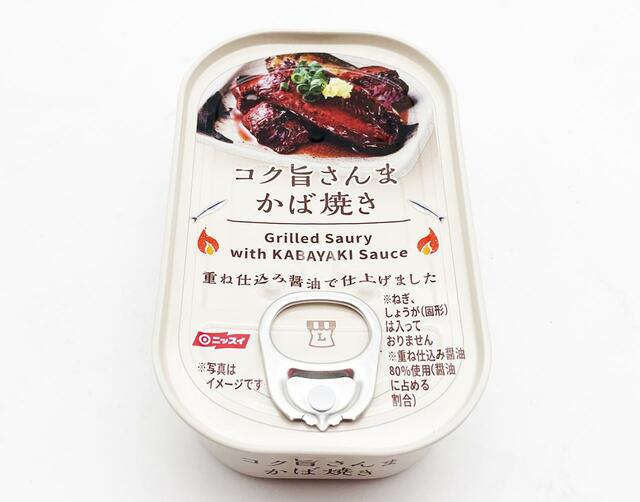 コク旨さんま
かば焼き
Grilled Saury
with KABAYAKI Sauce
重ね仕込み醤油で仕上げました
※ねぎ、
しょうが(固形)
は入って
おりません
※重ね仕込み醤油
80%使用(醤油
に占める
割合)
ニッスイ
※写真は
イメージです
L
コク旨さんま
かば焼き